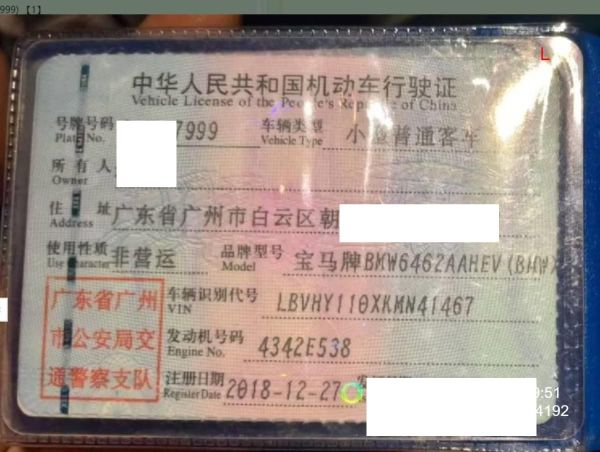 999) 【1】
L
中华人民共和国机动车行驶证
Vehicle License of the People's Republic of China
号牌号码 7999 车辆类型 小型普通客车
Plate No. Vehicle Type
所有人
Owner
住址 广东省广州市白云区朝
Address
使用性质 非营运 品牌型号 宝马牌BMW6462AAHEV(BMW)
Use Character Model
广东省广州 车辆识别代号 LBVHY110XKMN41467
VIN
市公安局交 发动机号码 4342E538
Engine No.
通警察支队 注册日期 2018-12-27
Register Date
9:51
4192